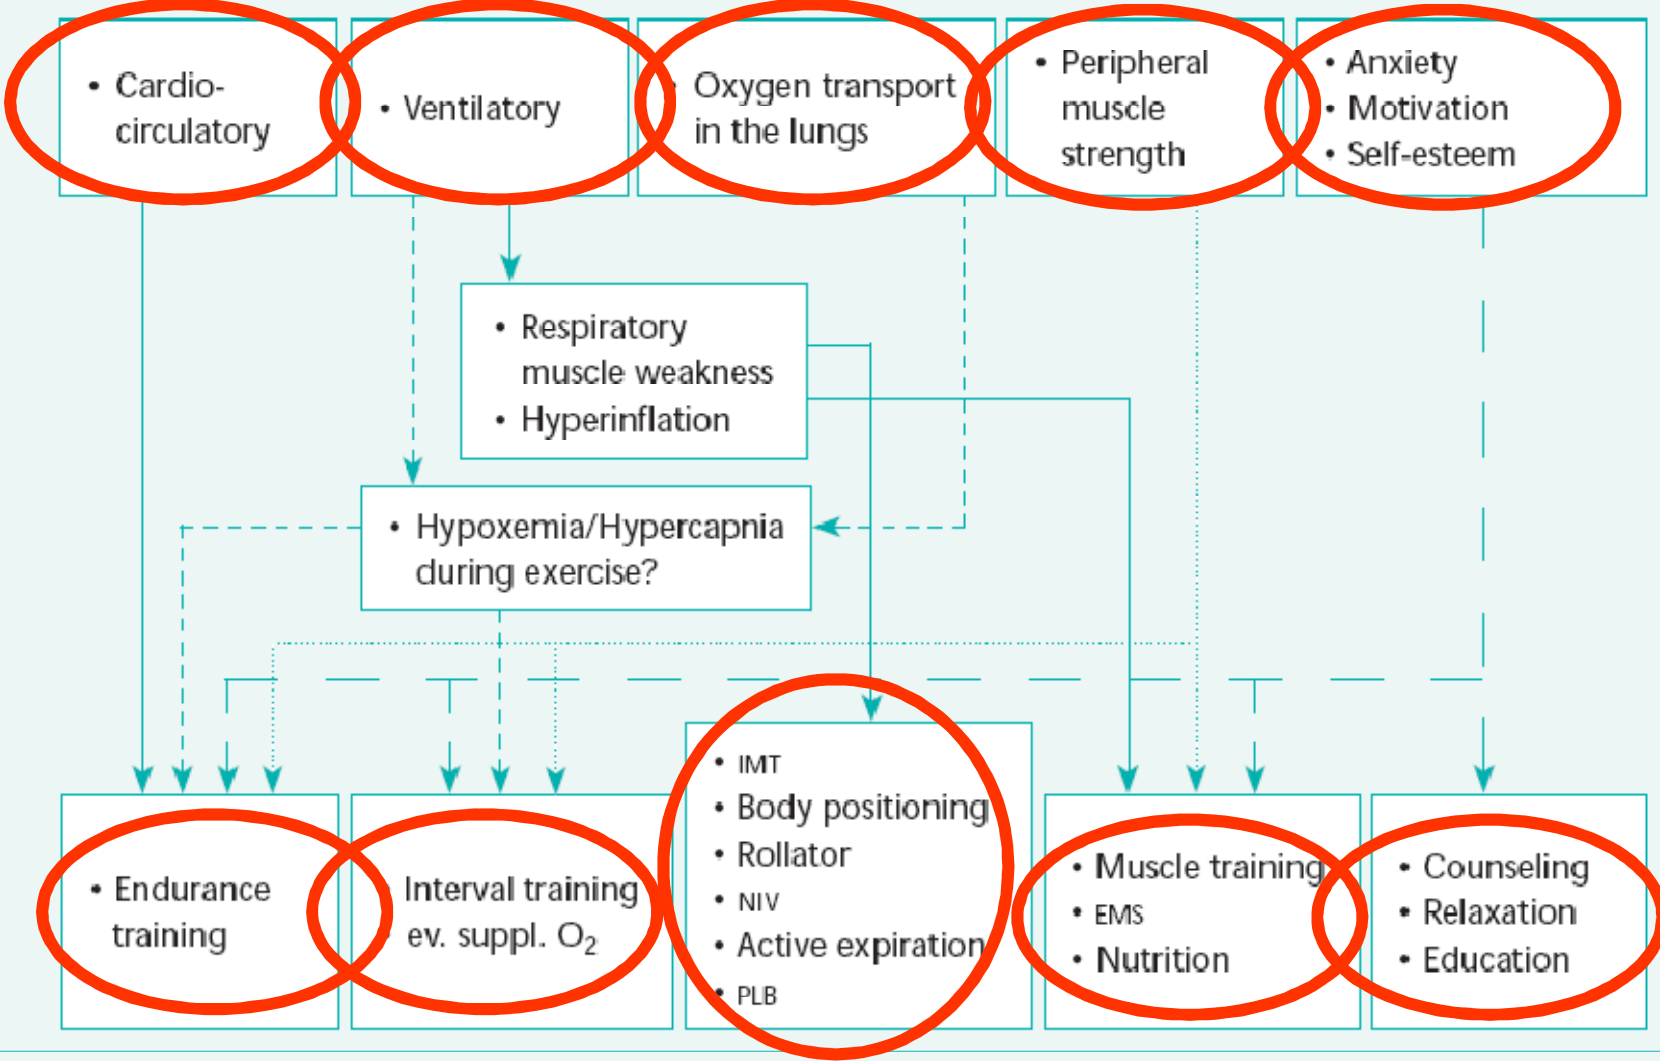 • Cardio-
circulatory
• Ventilatory
Oxygen transport
in the lungs
• Peripheral
muscle
strength
• Anxiety
• Motivation
• Self-esteem
• Respiratory
muscle weakness
• Hyperinflation
• Hypoxemia/Hypercapnia
during exercise?
• Endurance
training
Interval training
ev. suppl. O₂
• IMT
• Body positioning
• Rollator
• NIV
• Active expiration
• PLB
• Muscle training
• EMS
• Nutrition
• Counseling
• Relaxation
• Education